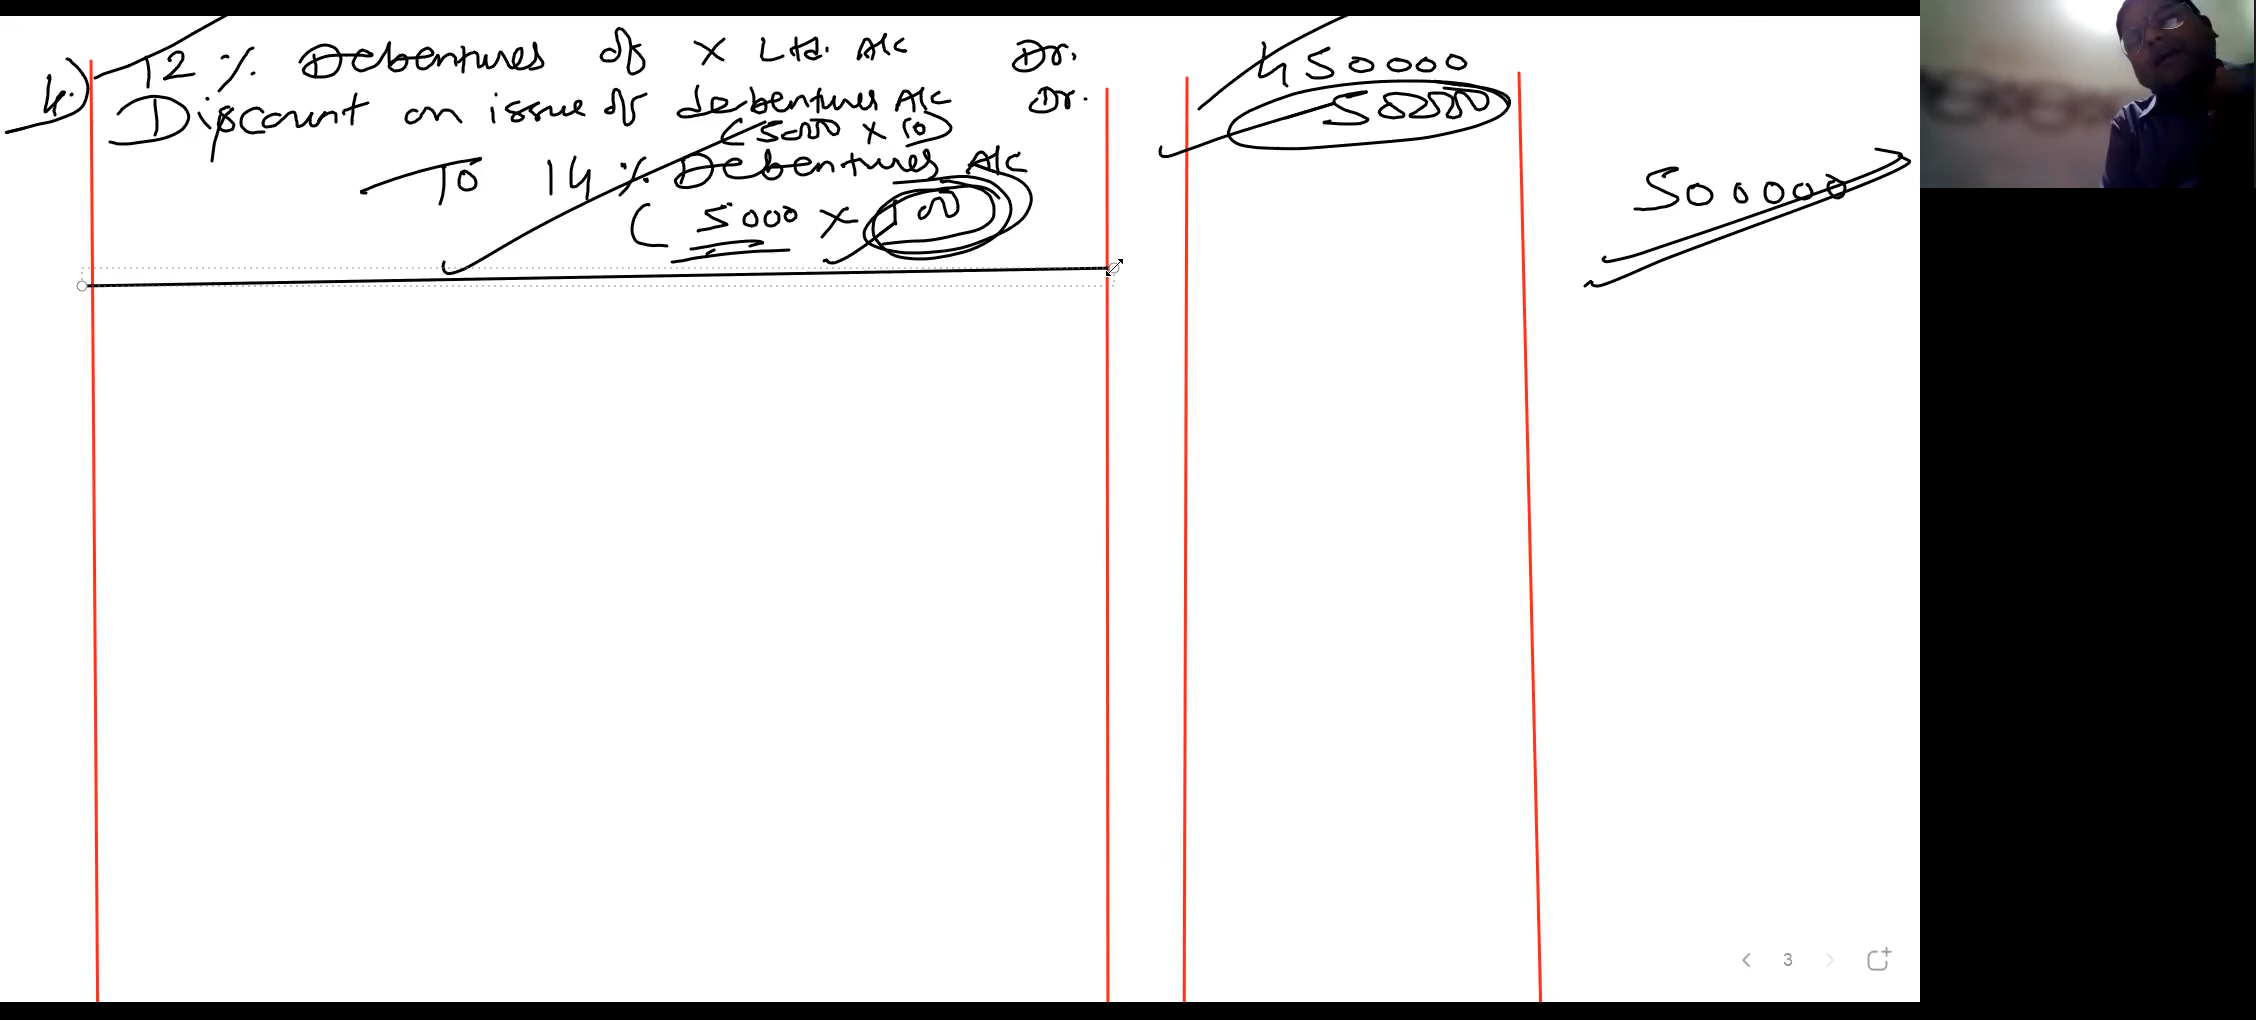 4.) 12 % Debentures of X Ltd. A/c Dr. 450000
Discount on issue of debentures A/c Dr. 50000
(5000 x 10)
To 14 % Debentures A/c 500000
( 5000 x 100
3